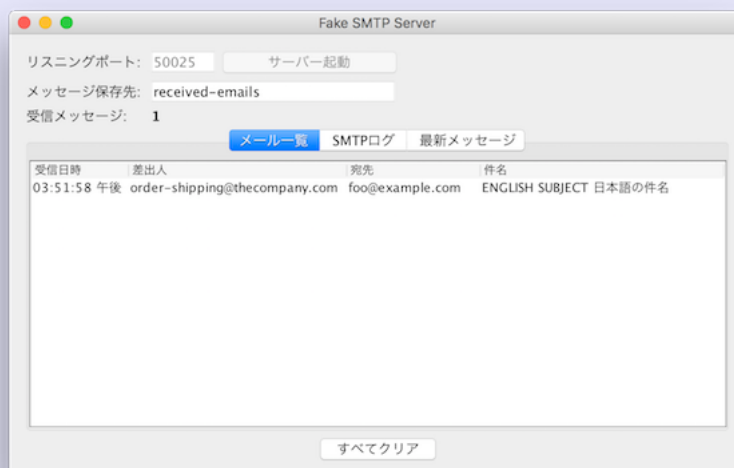 Fake SMTP Server
リスニングポート: 50025 サーバー起動
メッセージ保存先: received-emails
受信メッセージ: 1
メール一覧 SMTPログ 最新メッセージ
受信日時 差出人 宛先 件名
03:51:58 午後 order-shipping@thecompany.com foo@example.com ENGLISH SUBJECT 日本語の件名
すべてクリア